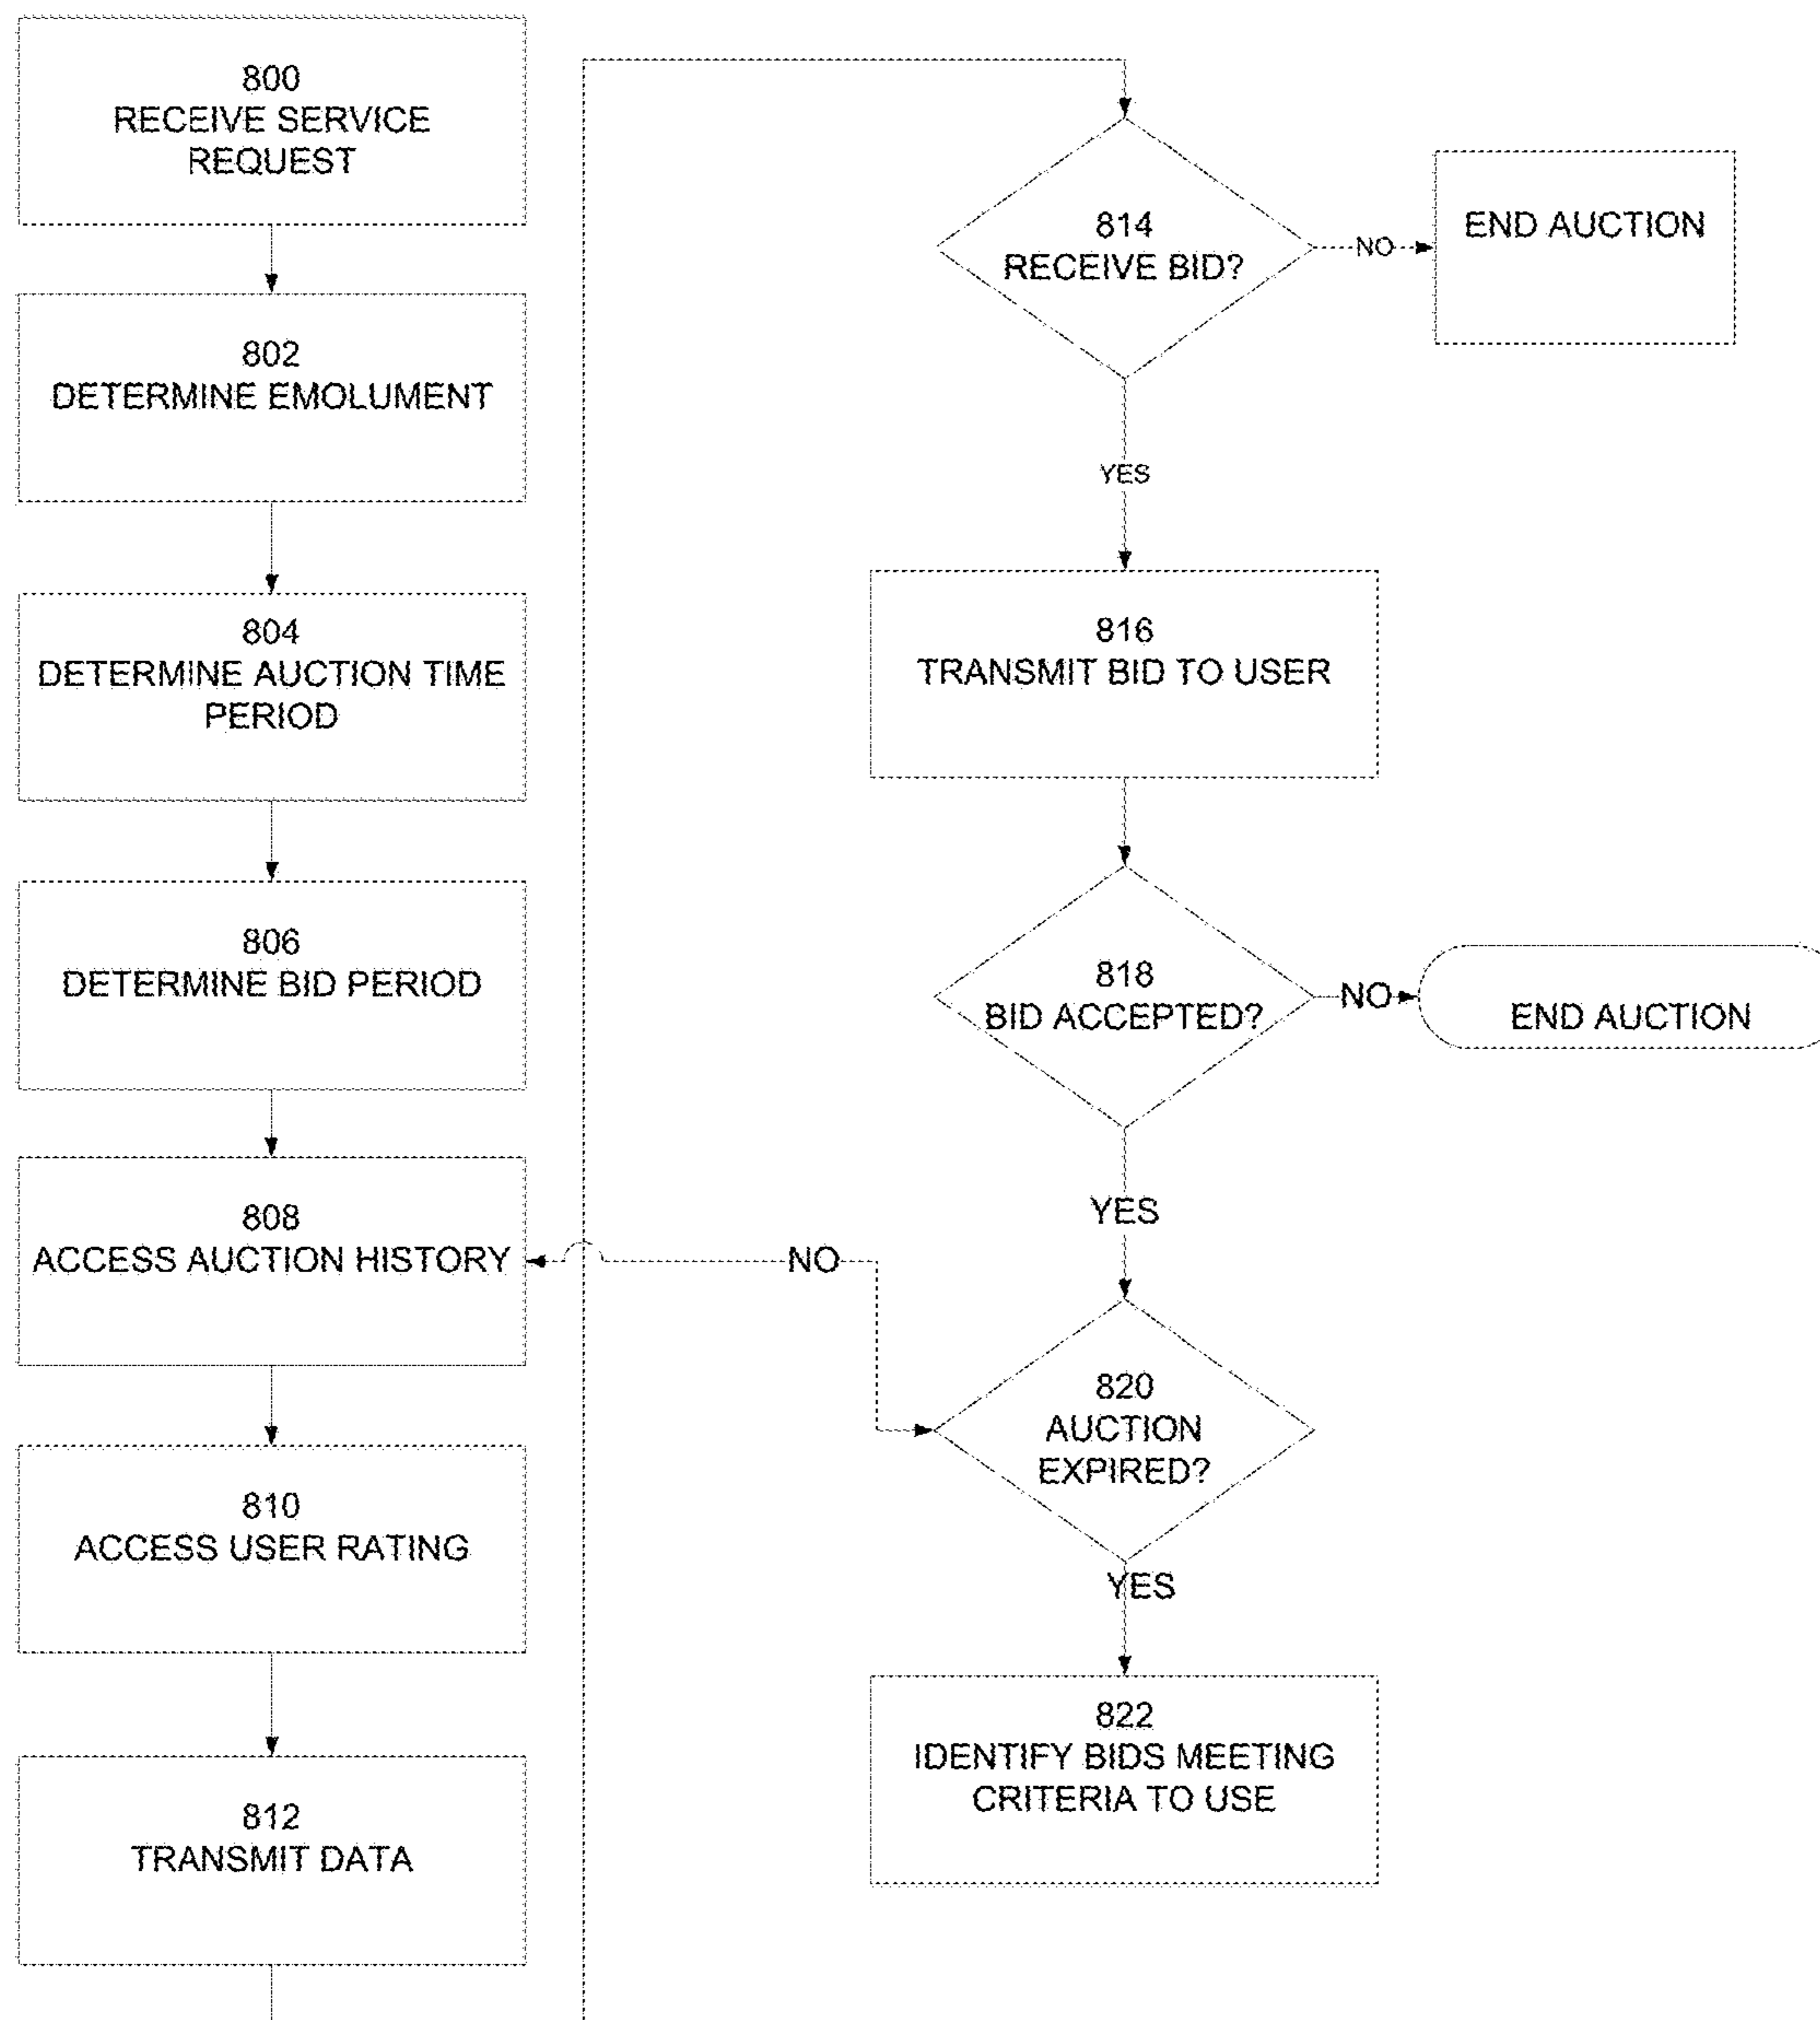 800
RECEIVE SERVICE
REQUEST
802
DETERMINE EMOLUMENT
804
DETERMINE AUCTION TIME
PERIOD
806
DETERMINE BID PERIOD
808
ACCESS AUCTION HISTORY
810
ACCESS USER RATING
812
TRANSMIT DATA
814
RECEIVE BID?
NO
END AUCTION
YES
816
TRANSMIT BID TO USER
818
BID ACCEPTED?
NO
END AUCTION
YES
NO
820
AUCTION
EXPIRED?
YES
822
IDENTIFY BIDS MEETING
CRITERIA TO USE